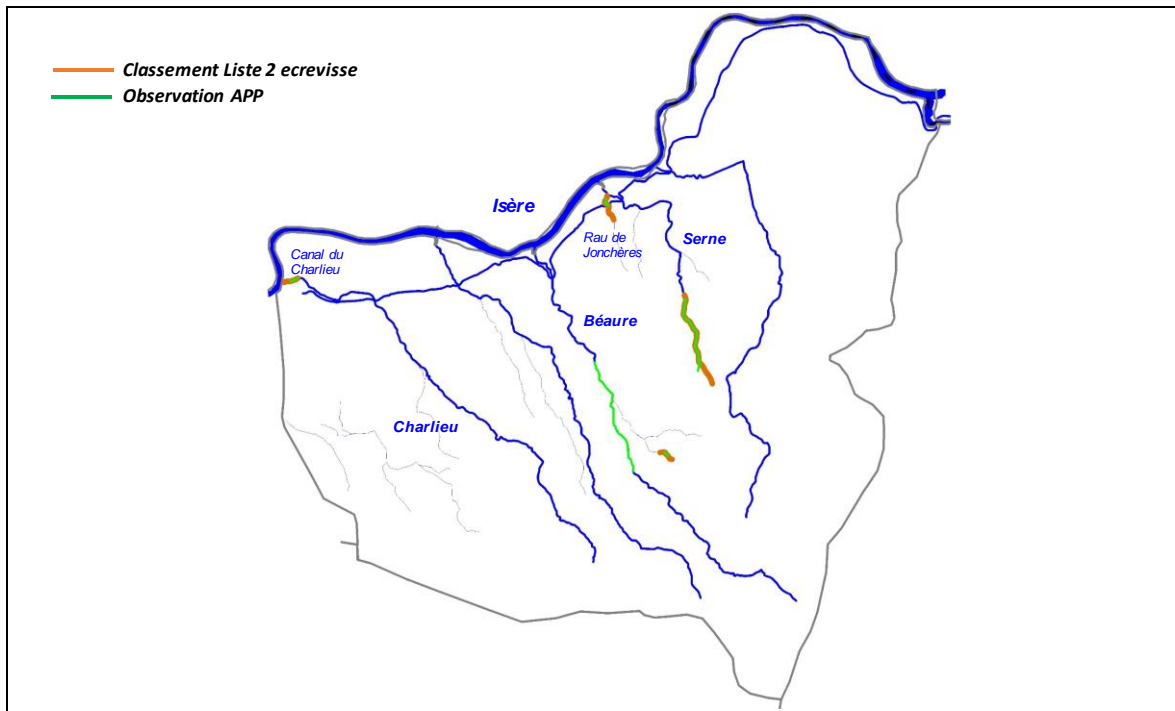 Classement Liste 2 ecrevisse
Observation APP
Isère
Canal du
Charlieu
Rau de
Jonchères
Serne
Béaure
Charlieu